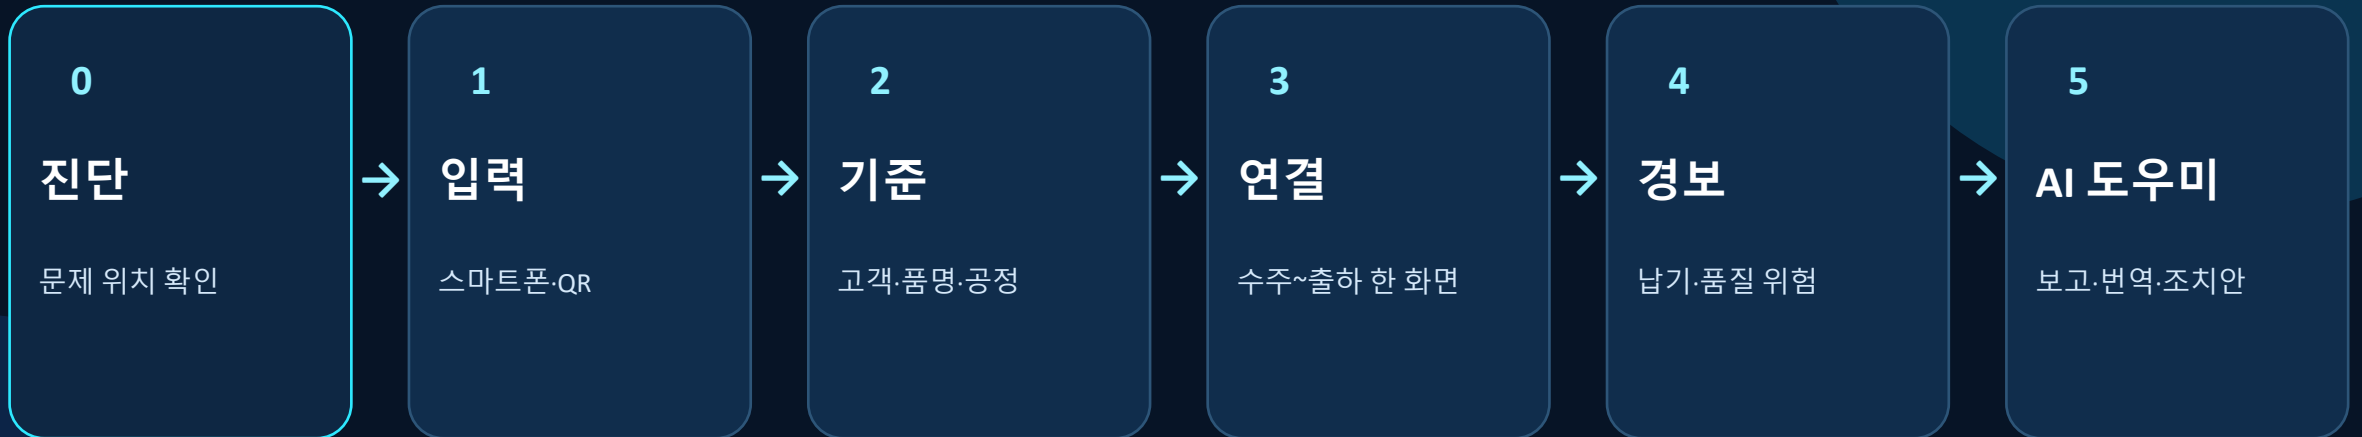 0
진단
문제 위치 확인
→
1
입력
스마트폰·QR
→
2
기준
고객·품명·공정
→
3
연결
수주~출하 한 화면
→
4
경보
납기·품질 위험
→
5
AI 도우미
보고·번역·조치안